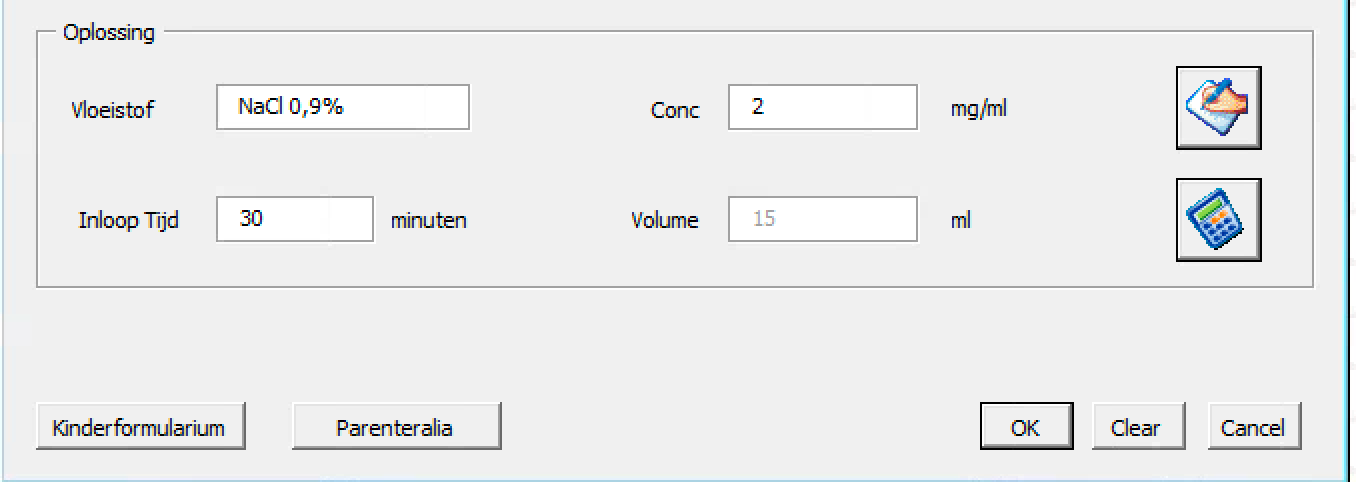 Oplossing
Vloeistof NaCl 0,9% Conc 2 mg/ml
Inloop Tijd 30 minuten Volume 15 ml
Kinderformularium Parenteralia OK Clear Cancel